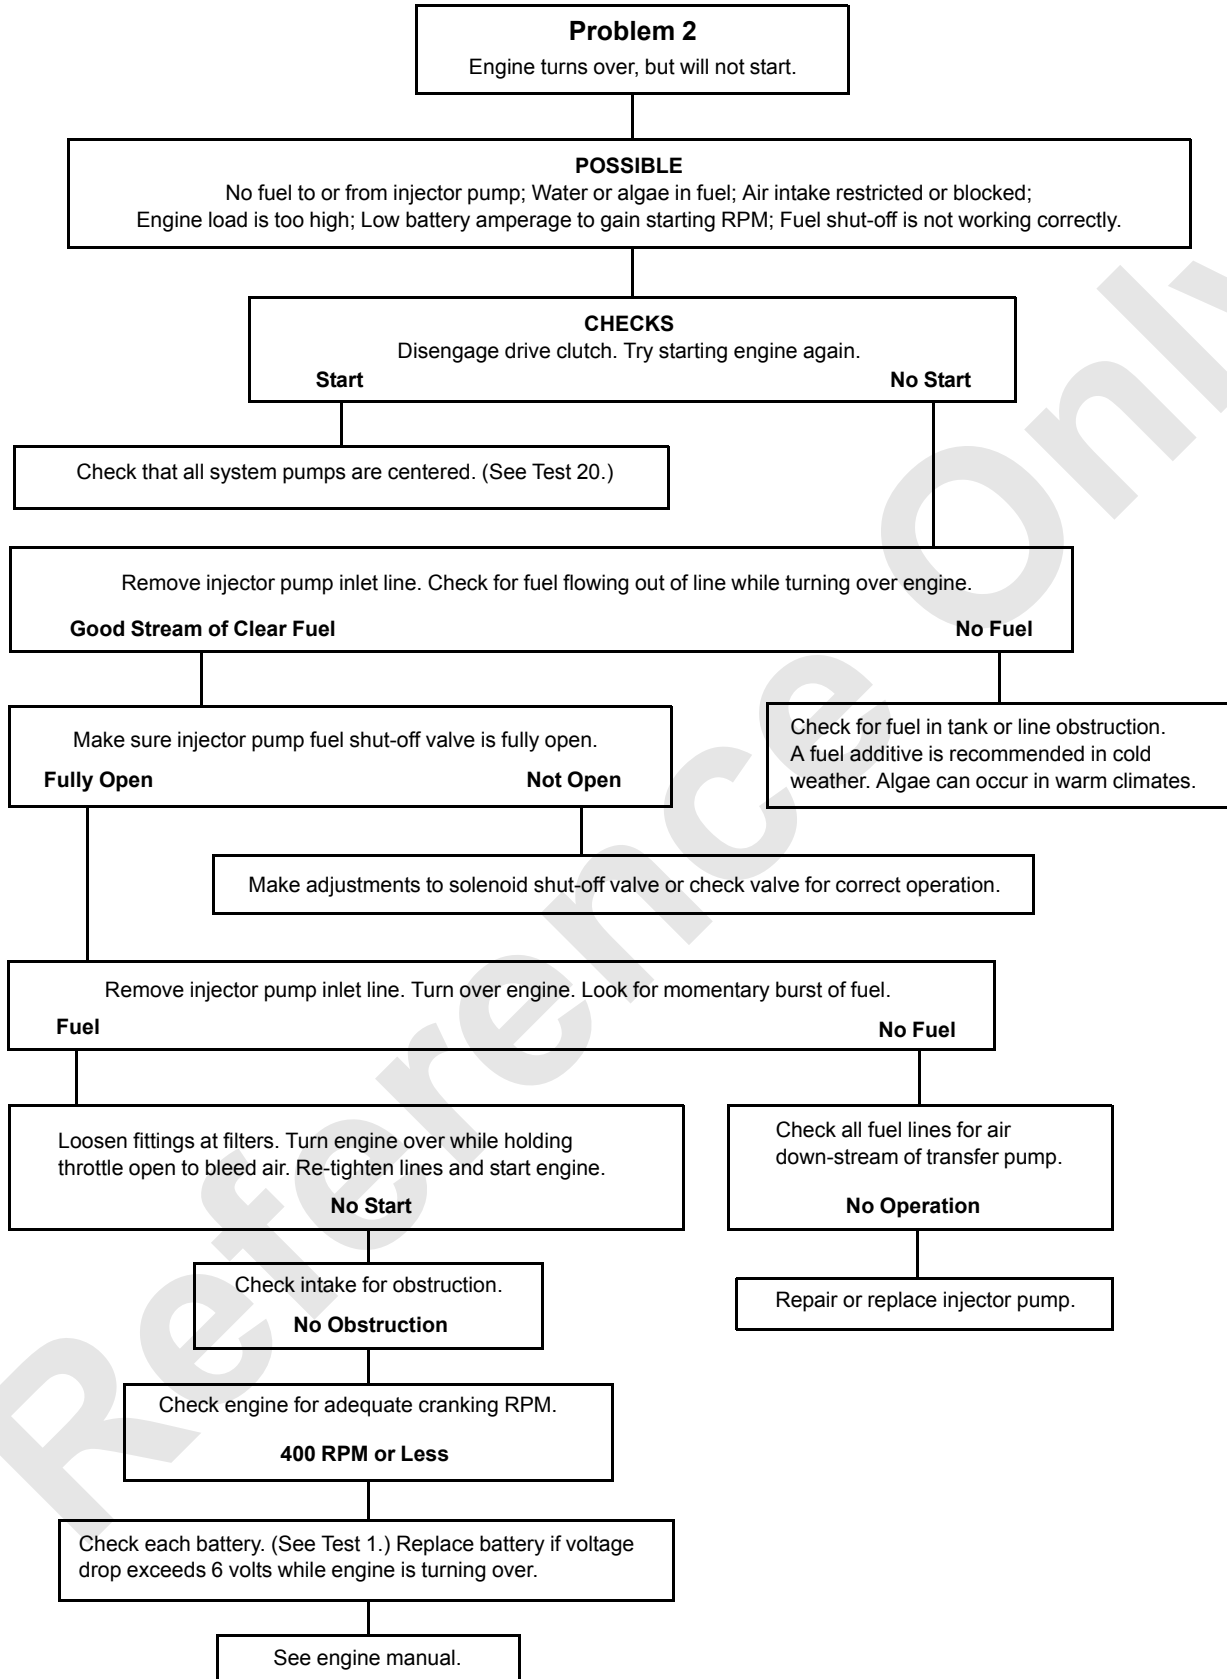 Problem 2
Engine turns over, but will not start.
POSSIBLE
No fuel to or from injector pump; Water or algae in fuel; Air intake restricted or blocked;
Engine load is too high; Low battery amperage to gain starting RPM; Fuel shut-off is not working correctly.
CHECKS
Disengage drive clutch. Try starting engine again.
Start No Start
Check that all system pumps are centered. (See Test 20.)
Remove injector pump inlet line. Check for fuel flowing out of line while turning over engine.
Good Stream of Clear Fuel No Fuel
Make sure injector pump fuel shut-off valve is fully open.
Fully Open Not Open
Check for fuel in tank or line obstruction.
A fuel additive is recommended in cold
weather. Algae can occur in warm climates.
Make adjustments to solenoid shut-off valve or check valve for correct operation.
Remove injector pump inlet line. Turn over engine. Look for momentary burst of fuel.
Fuel No Fuel
Loosen fittings at filters. Turn engine over while holding
throttle open to bleed air. Re-tighten lines and start engine.
No Start
Check all fuel lines for air
down-stream of transfer pump.
No Operation
Check intake for obstruction.
No Obstruction
Repair or replace injector pump.
Check engine for adequate cranking RPM.
400 RPM or Less
Check each battery. (See Test 1.) Replace battery if voltage
drop exceeds 6 volts while engine is turning over.
See engine manual.
Reference Only